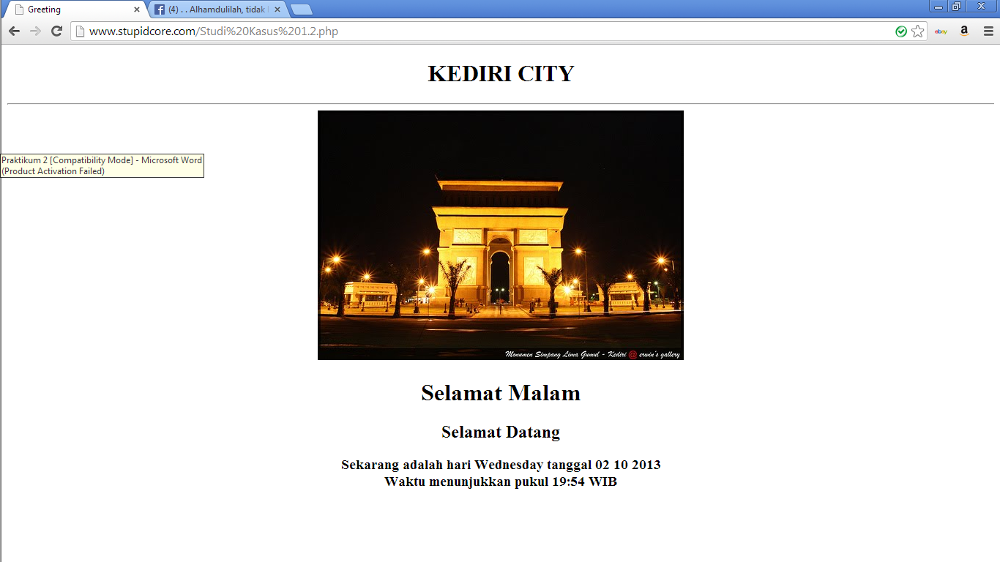 Greeting
(4) . . Alhamdulilah, tidak
www.stupidcore.com/Studi%20Kasus%201.2.php
ebay
a
KEDIRI CITY
Praktikum 2 [Compatibility Mode] - Microsoft Word
(Product Activation Failed)
Monumen Simpang Lima Gumul - Kediri @ erwin's gallery
Selamat Malam
Selamat Datang
Sekarang adalah hari Wednesday tanggal 02 10 2013
Waktu menunjukkan pukul 19:54 WIB